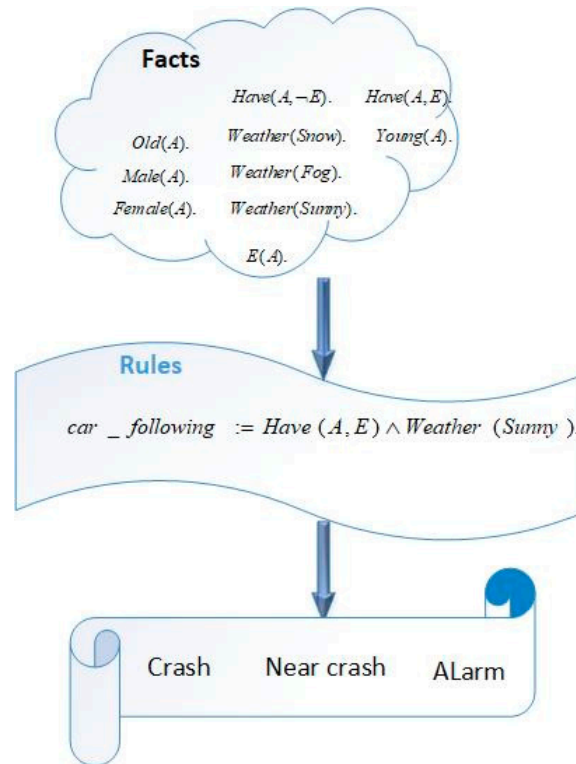 Facts
Have(A,¬E). Have(A,E).
Old(A). Weather(Snow). Young(A).
Male(A). Weather(Fog).
Female(A). Weather(Sunny).
E(A).
Rules
car _ following := Have (A,E) ∧ Weather (Sunny ).
Crash Near crash ALarm